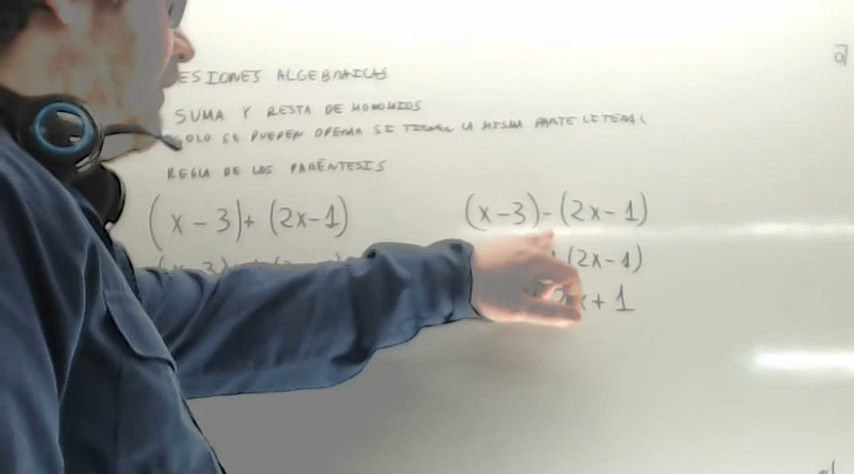 ESIONES ALGEBRAICAS
SUMA Y RESTA DE MONOMIOS
SOLO SE PUEDEN OPERAR SI TIENEN LA MISMA PARTE LITERAL
REGLA DE LOS PARÉNTESIS
(x-3)+(2x-1)
(x-3)-(2x-1)
(2x-1)
x+1
a)